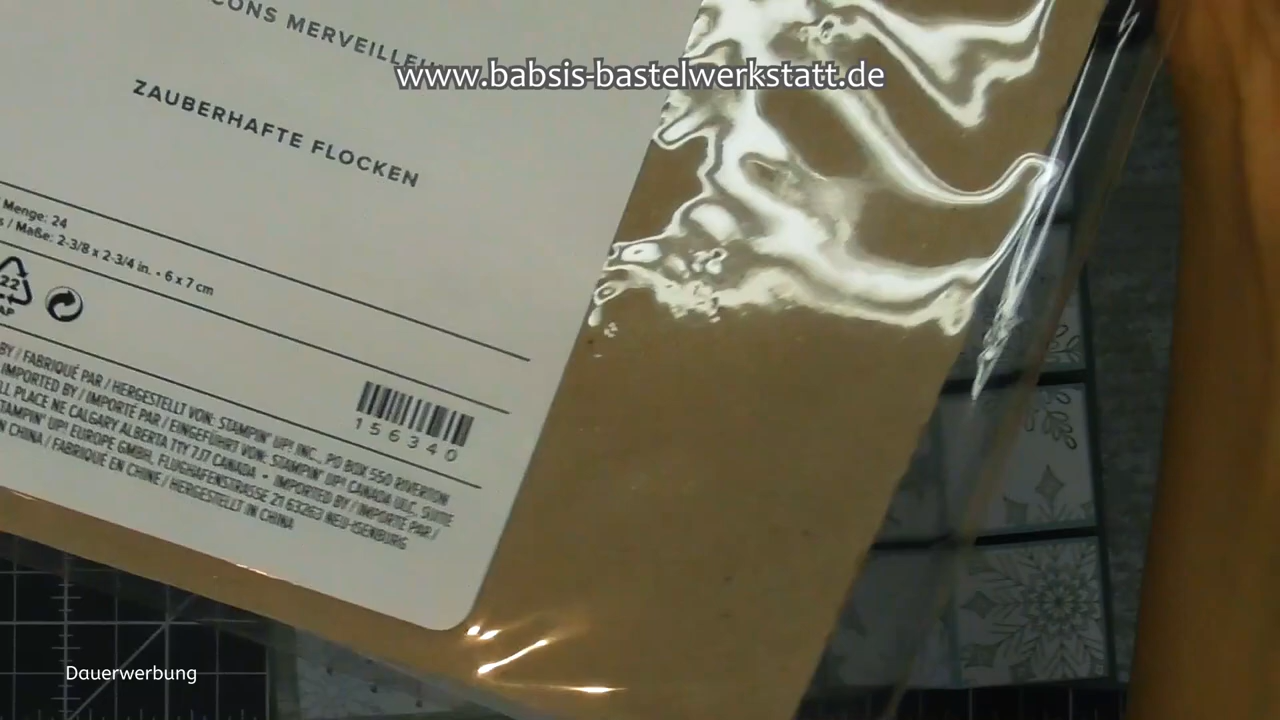 CONS MERVEILLEU
www.babsis-bastelwerkstatt.de
ZAUBERHAFTE FLOCKEN
Menge: 24
/ Maße: 2-3/8 x 2-3/4 in. • 6 x 7 cm
22
AP
156340
BY / FABRIQUÉ PAR / HERGESTELLT VON: STAMPIN' UP! INC., PO BOX 550 RIVERTON
IMPORTED BY / IMPORTÉ PAR / EINGEFÜHRT VON: STAMPIN' UP! CANADA ULC, SUITE
LL PLACE NE CALGARY ALBERTA T1Y 7J7 CANADA • IMPORTED BY / IMPORTÉ PAR /
STAMPIN' UP! EUROPE GMBH, FLUGHAFENSTRASSE 21 63263 NEU-ISENBURG
IN CHINA / FABRIQUÉ EN CHINE / HERGESTELLT IN CHINA
Dauerwerbung